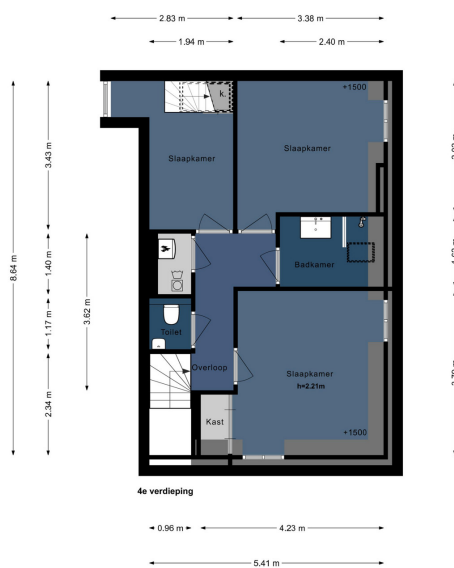 2.83 m
3.38 m
1.94 m
2.40 m
k.
+1500
Slaapkamer
Slaapkamer
3.43 m
8.64 m
Badkamer
1.40 m
3.62 m
1.17 m
Toilet
Overloop
Slaapkamer
h=2.21m
2.34 m
Kast
+1500
4e verdieping
0.96 m
4.23 m
5.41 m